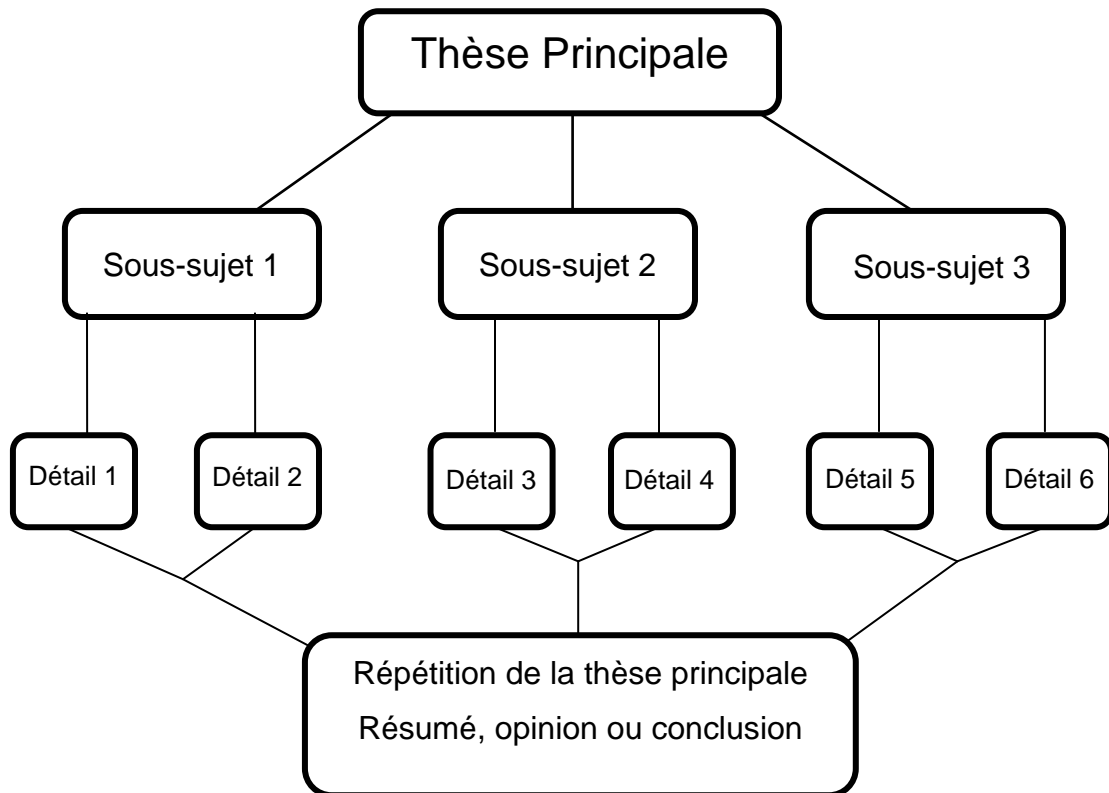 Thèse Principale
Sous-sujet 1
Sous-sujet 2
Sous-sujet 3
Détail 1
Détail 2
Détail 3
Détail 4
Détail 5
Détail 6
Répétition de la thèse principale
Résumé, opinion ou conclusion